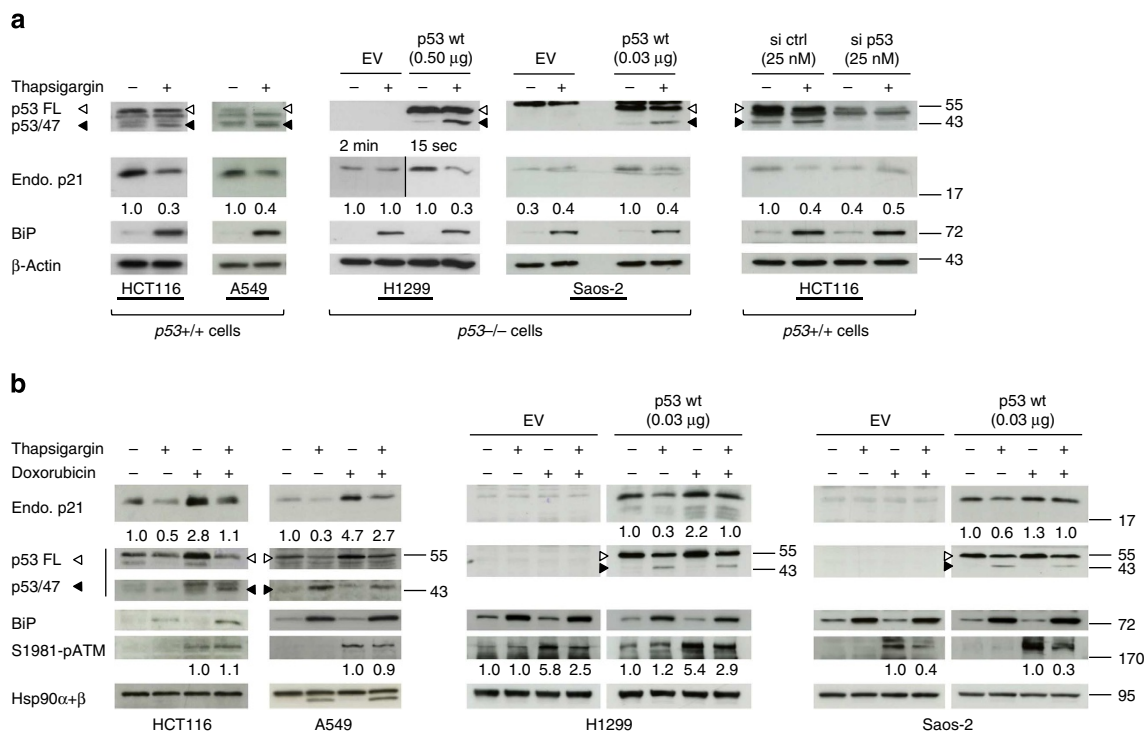 a
p53 wt p53 wt si ctrl si p53
EV (0.50 µg) EV (0.03 µg) (25 nM) (25 nM)
Thapsigargin – + – + – + – + – + – + – + – +
p53 FL 55
p53/47 43
2 min 15 sec
Endo. p21
17
1.0 0.3 1.0 0.4 1.0 1.0 1.0 0.3 0.3 0.4 1.0 0.4 1.0 0.4 0.4 0.5
BiP 72
β-Actin 43
HCT116 A549 H1299 Saos-2 HCT116
p53+/+ cells p53–/– cells p53+/+ cells
b
p53 wt p53 wt
EV (0.03 µg) EV (0.03 µg)
Thapsigargin – + – + – + – + – + – + – + – + – + – + – + – +
Doxorubicin – – + + – – + + – – + + – – + + – – + + – – + +
Endo. p21
17
1.0 0.5 2.8 1.1 1.0 0.3 4.7 2.7 1.0 0.3 2.2 1.0 1.0 0.6 1.3 1.0
p53 FL 55 55 55
43 43
p53/47 43
BiP 72
S1981-pATM
170
1.0 1.1 1.0 0.9 1.0 1.0 5.8 2.5 1.0 1.2 5.4 2.9 1.0 0.4 1.0 0.3
Hsp90α+β 95
HCT116 A549 H1299 Saos-2